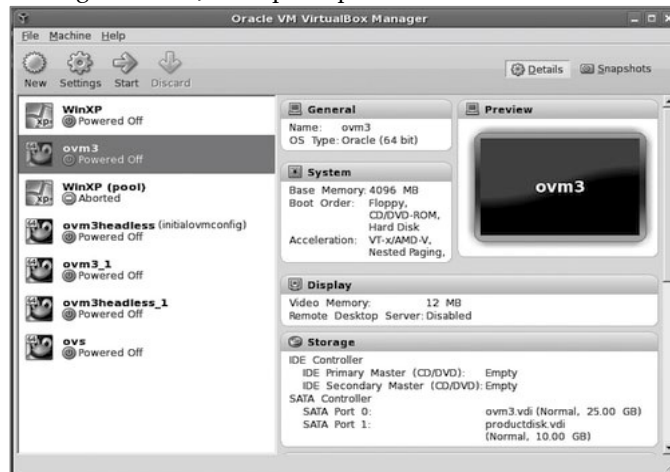 Oracle VM VirtualBox Manager
File Machine Help
New Settings Start Discard
Details Snapshots
WinXP
Powered Off
ovm3
Powered Off
WinXP (pool)
Aborted
ovm3headless (initialovmconfig)
Powered Off
ovm3_1
Powered Off
ovm3headless_1
Powered Off
ovs
Powered Off
General
Name: ovm3
OS Type: Oracle (64 bit)
System
Base Memory: 4096 MB
Boot Order: Floppy,
CD/DVD-ROM,
Hard Disk
Acceleration: VT-x/AMD-V,
Nested Paging,
Preview
ovm3
Display
Video Memory: 12 MB
Remote Desktop Server: Disabled
Storage
IDE Controller
IDE Primary Master (CD/DVD): Empty
IDE Secondary Master (CD/DVD): Empty
SATA Controller
SATA Port 0: ovm3.vdi (Normal, 25.00 GB)
SATA Port 1: productdisk.vdi
(Normal, 10.00 GB)